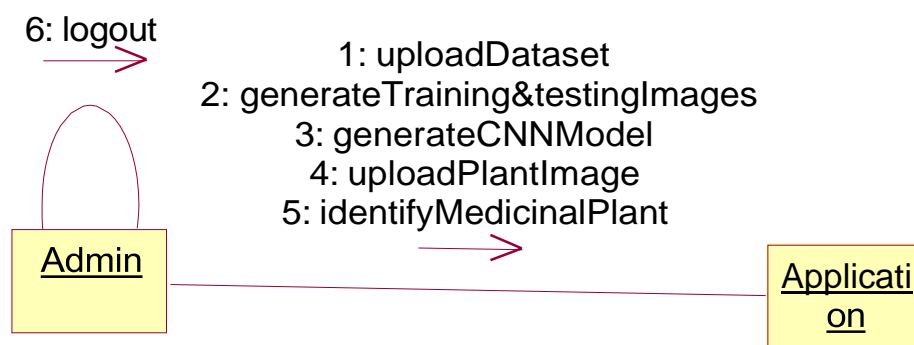 6: logout
1: uploadDataset
2: generateTraining&testingImages
3: generateCNNModel
4: uploadPlantImage
5: identifyMedicinalPlant
Admin
Applicati
on